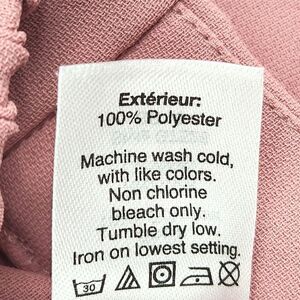 Extérieur:
100% Polyester
Machine wash cold,
with like colors.
Non chlorine
bleach only.
Tumble dry low.
Iron on lowest setting.
30